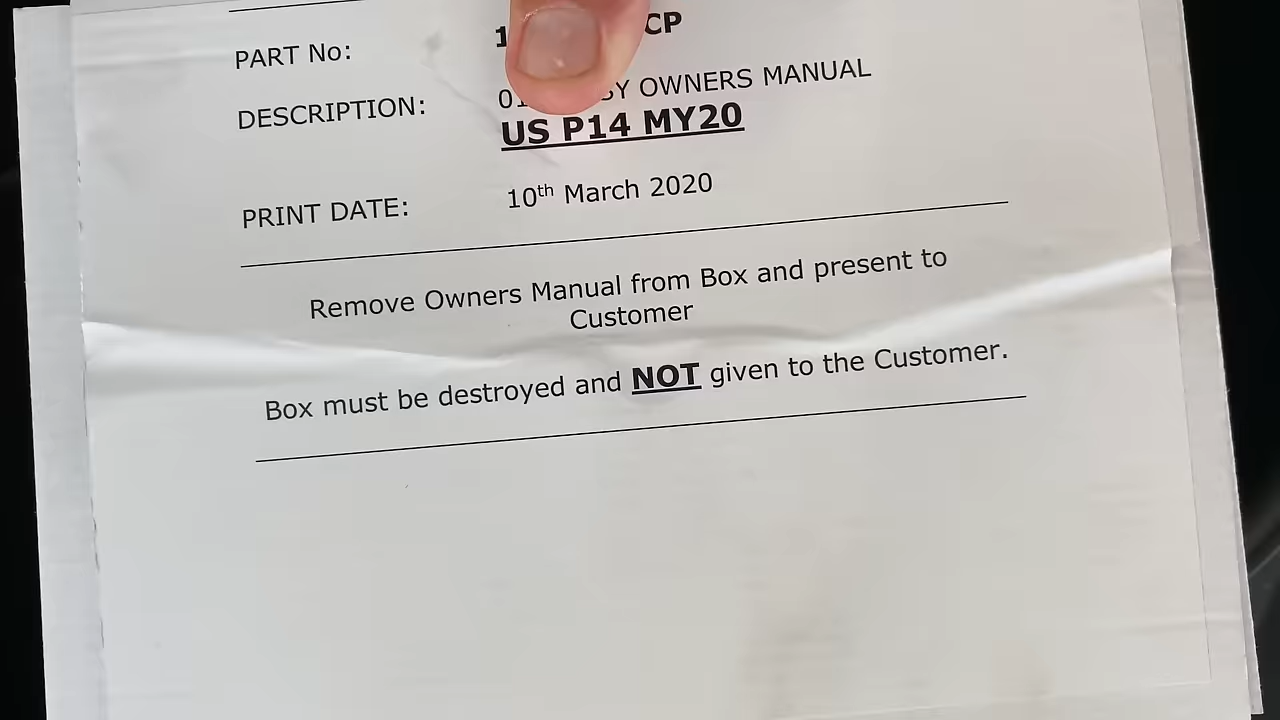 PART No:
DESCRIPTION: OWNERS MANUAL
US P14 MY20
PRINT DATE: 10th March 2020
Remove Owners Manual from Box and present to
Customer
Box must be destroyed and NOT given to the Customer.